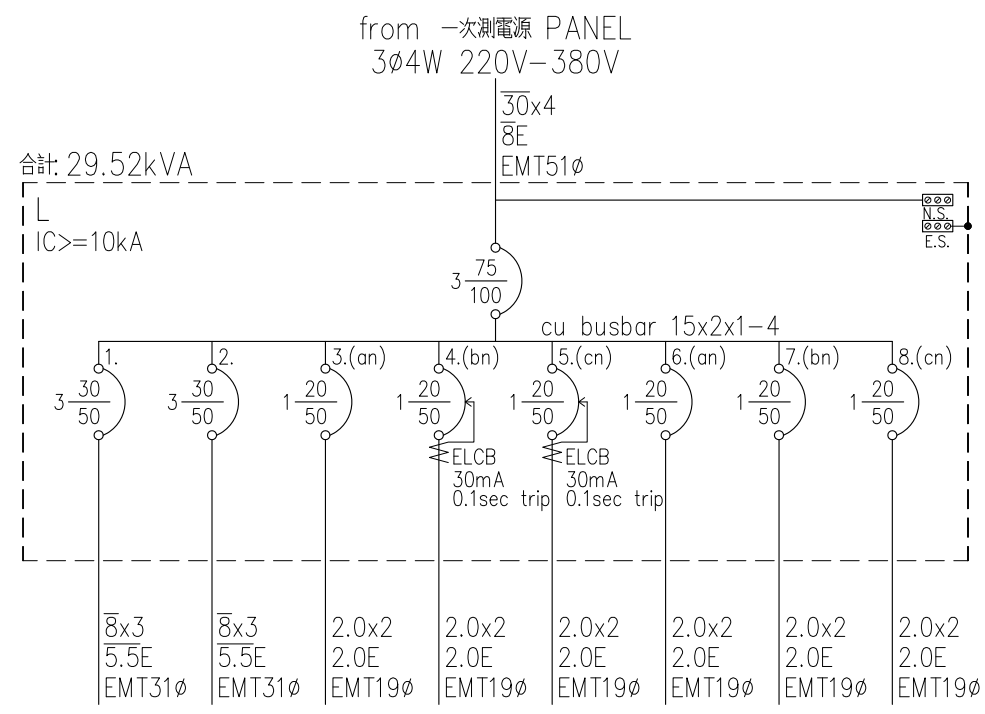 from 一次測電源 PANEL
3ø4W 220V-380V
30x4
8E
EMT51ø
合計: 29.52kVA
L
IC>=10kA
N.S.
E.S.
3 75
100
cu busbar 15x2x1-4
1. 2. 3.(an) 4.(bn) 5.(cn) 6.(an) 7.(bn) 8.(cn)
3 30 3 30 1 20 1 20 1 20 1 20 1 20 1 20
50 50 50 50 50 50 50 50
ELCB ELCB
30mA 30mA
0.1sec trip 0.1sec trip
8x3 8x3 2.0x2 2.0x2 2.0x2 2.0x2 2.0x2 2.0x2
5.5E 5.5E 2.0E 2.0E 2.0E 2.0E 2.0E 2.0E
EMT31ø EMT31ø EMT19ø EMT19ø EMT19ø EMT19ø EMT19ø EMT19ø